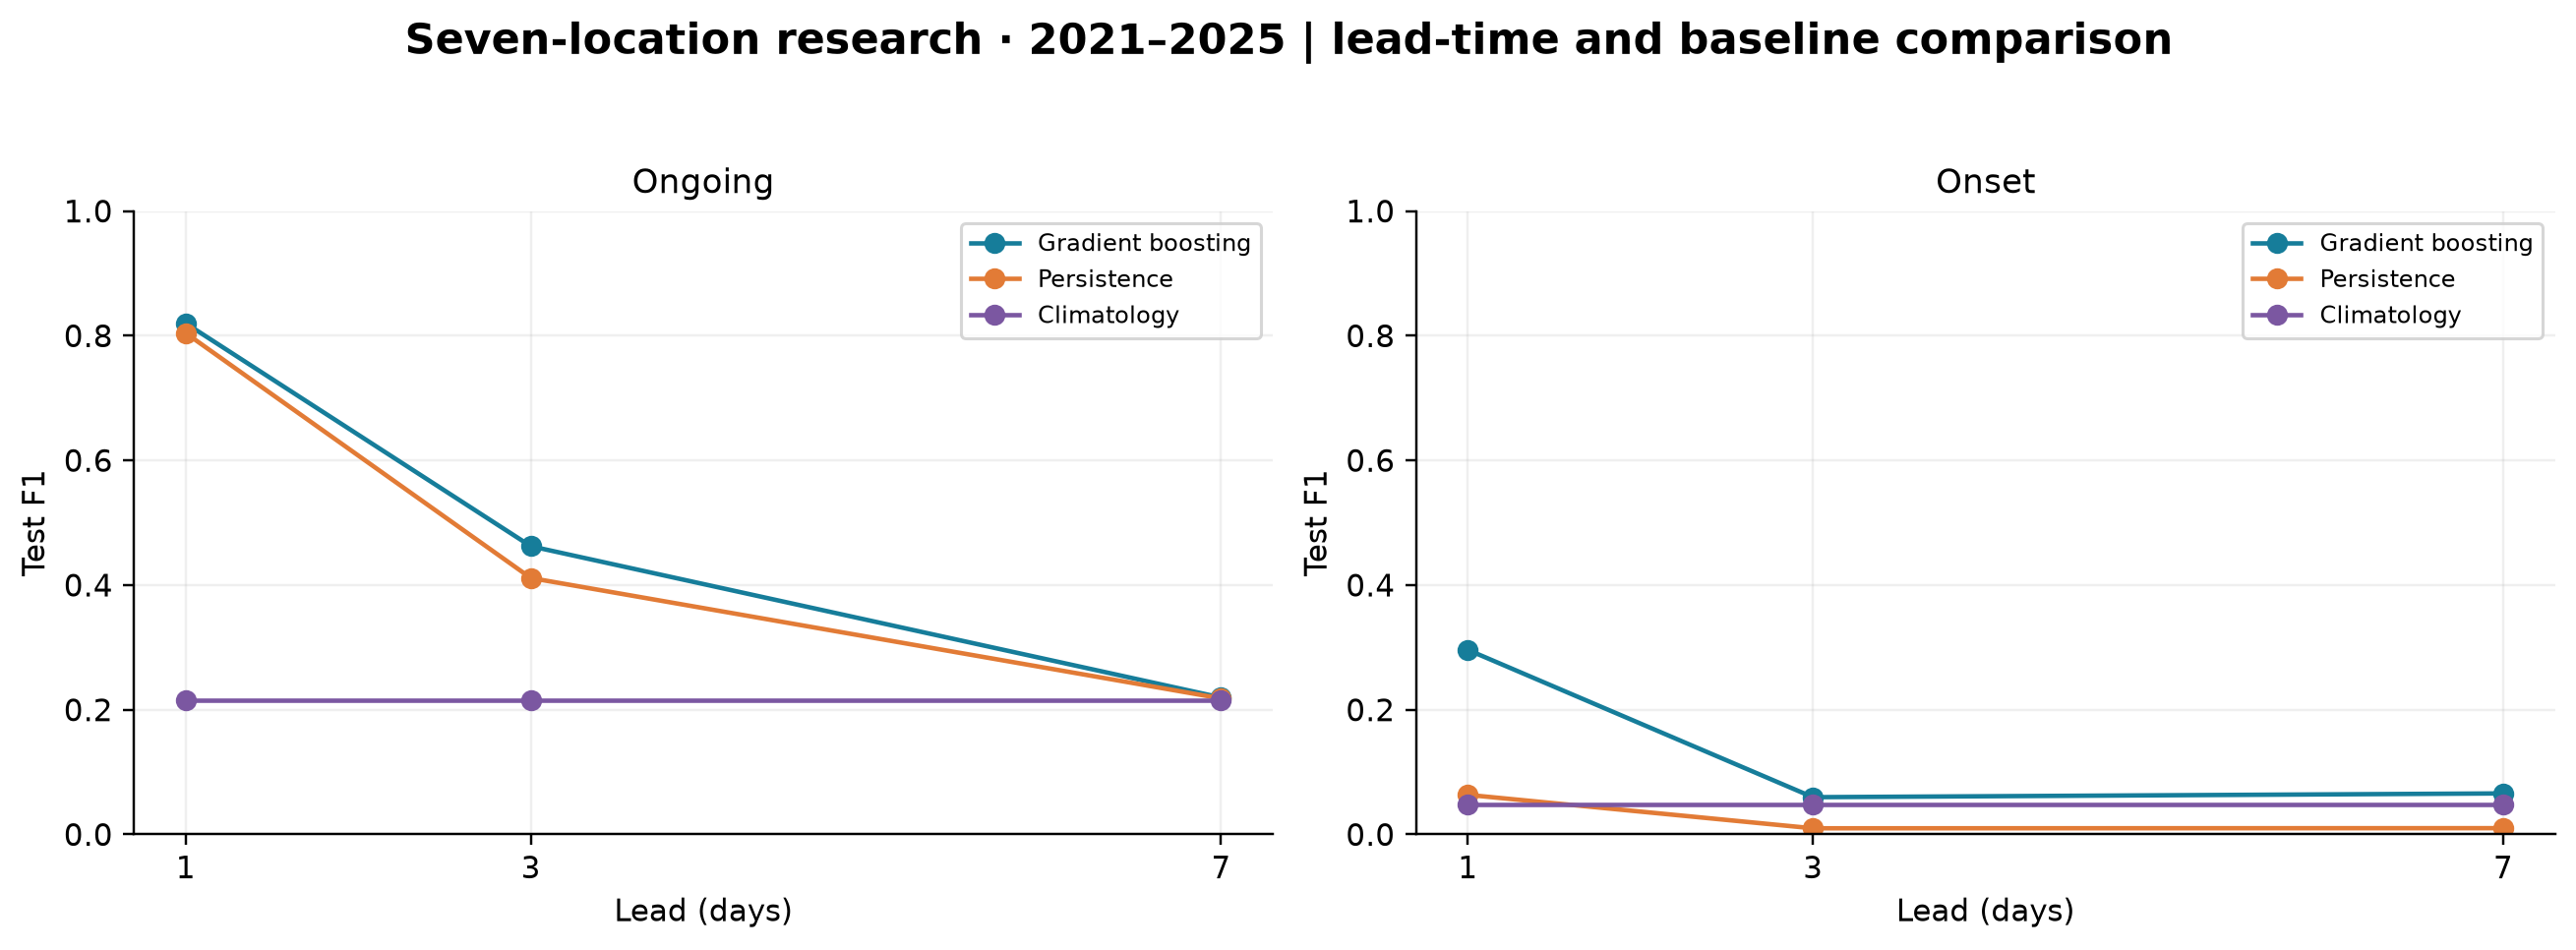 Seven-location research · 2021–2025 | lead-time and baseline comparison
Ongoing
1.0
0.8
0.6
0.4
0.2
0.0
Test F1
Gradient boosting
Persistence
Climatology
1 3 7
Lead (days)
Onset
1.0
0.8
0.6
0.4
0.2
0.0
Test F1
Gradient boosting
Persistence
Climatology
1 3 7
Lead (days)